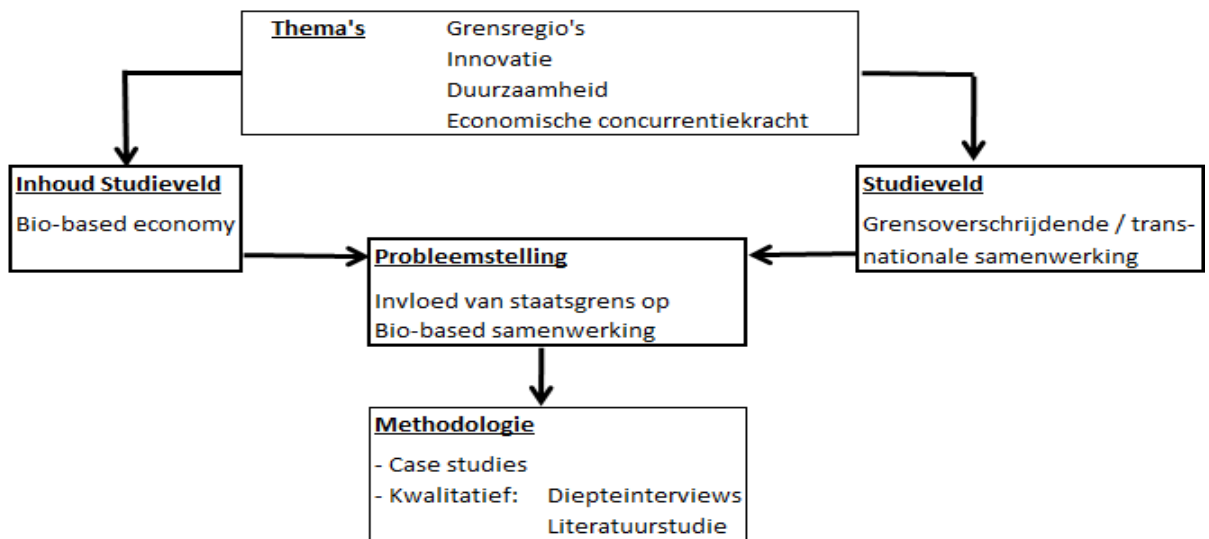 Thema's Grensregio's
Innovatie
Duurzaamheid
Economische concurrentiekracht
Inhoud Studieveld
Bio-based economy
Studieveld
Grensoverschrijdende / trans-
nationale samenwerking
Probleemstelling
Invloed van staatsgrens op
Bio-based samenwerking
Methodologie
- Case studies
- Kwalitatief: Diepteinterviews
Literatuurstudie